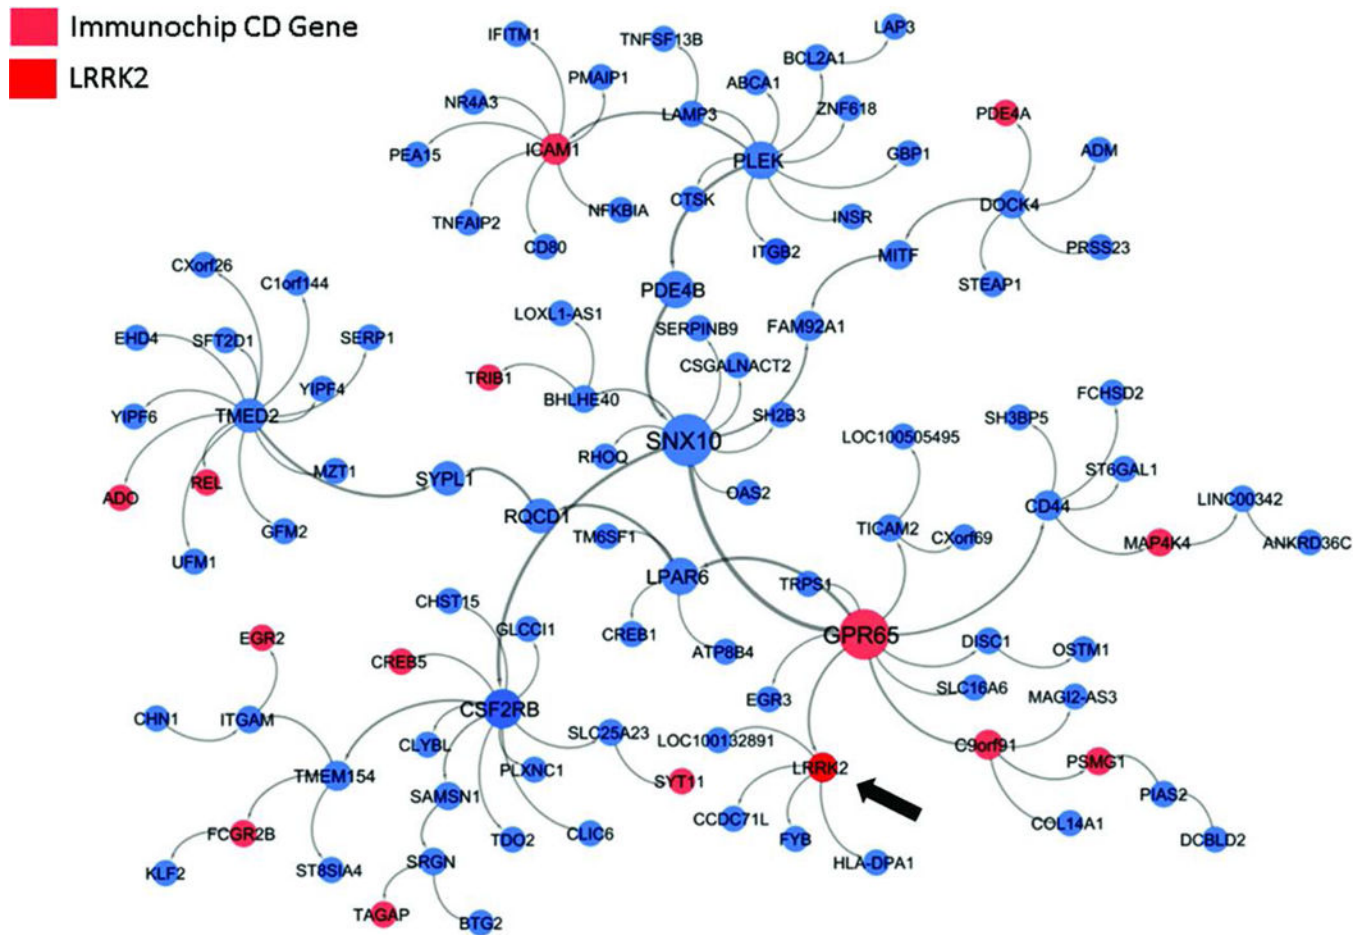 Immunochip CD Gene
LRRK2
IFITM1
TNFSF13B
LAP3
BCL2A1
PMAIP1
ABCA1
NR4A3
LAMP3
ZNF618
PDE4A
PEA15
ICAM1
PLEK
GBP1
ADM
CTSK
DOCK4
TNFAIP2
NFKBIA
INSR
CD80
ITGB2
MITF
PRSS23
STEAP1
CXorf26
C1orf144
PDE4B
LOXL1-AS1
SERPINB9
FAM92A1
EHD4
SFT2D1
SERP1
CSGALNACT2
TRIB1
YIPF4
BHLHE40
FCHSD2
YIPF6
TMED2
SH2B3
SH3BP5
SNX10
LOC100505495
RHOQ
ST6GAL1
MZT1
SYPL1
ADO
REL
OAS2
CD44
LINC00342
RQCD1
GFM2
TM6SF1
TICAM2
CXorf69
MAP4K4
ANKRD36C
UFM1
LPAR6
TRPS1
CHST15
GLCCI1
CREB1
GPR65
EGR2
ATP8B4
DISC1
OSTM1
CREB5
SLC16A6
EGR3
MAGI2-AS3
CHN1
ITGAM
CSF2RB
SLC25A23
LOC100132891
CLYBL
C9orf91
TMEM154
PLXNC1
SYT11
LRRK2
PSMG1
SAMSN1
PIAS2
CCDC71L
FCGR2B
TDO2
CLIC6
FYB
COL14A1
DCBLD2
KLF2
ST8SIA4
SRGN
HLA-DPA1
TAGAP
BTG2